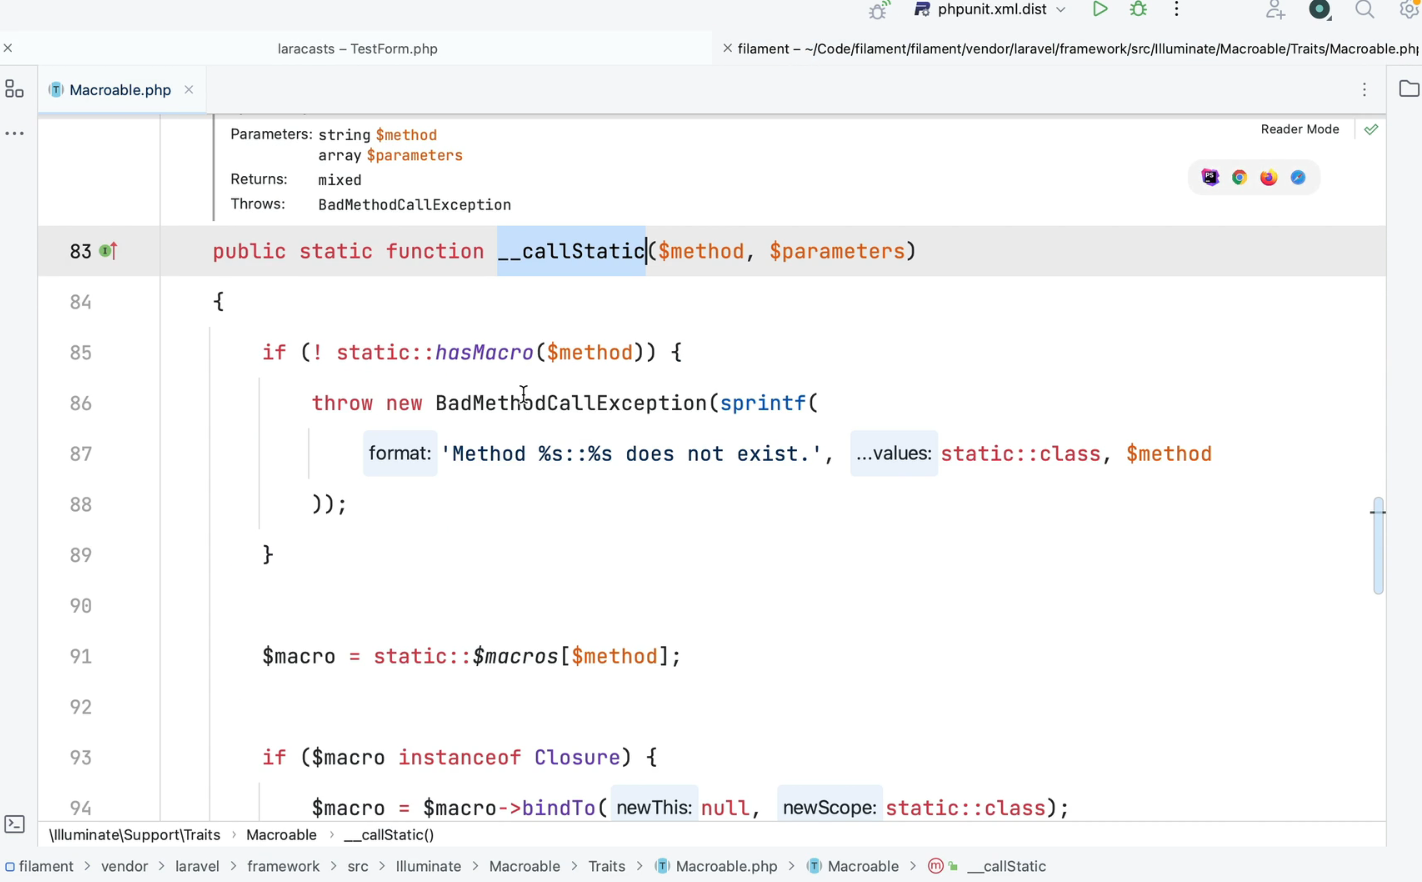 phpunit.xml.dist
laracasts – TestForm.php
filament – ~/Code/filament/filament/vendor/laravel/framework/src/Illuminate/Macroable/Traits/Macroable.php
Macroable.php
Parameters: string $method
array $parameters
Returns: mixed
Throws: BadMethodCallException
Reader Mode
83 public static function __callStatic($method, $parameters)
84 {
85 if (! static::hasMacro($method)) {
86 throw new BadMethodCallException(sprintf(
87 format: 'Method %s::%s does not exist.', ...values: static::class, $method
88 ));
89 }
90
91 $macro = static::$macros[$method];
92
93 if ($macro instanceof Closure) {
94 $macro = $macro->bindTo( newThis: null, newScope: static::class);
\Illuminate\Support\Traits › Macroable › __callStatic()
filament › vendor › laravel › framework › src › Illuminate › Macroable › Traits › Macroable.php › Macroable › __callStatic